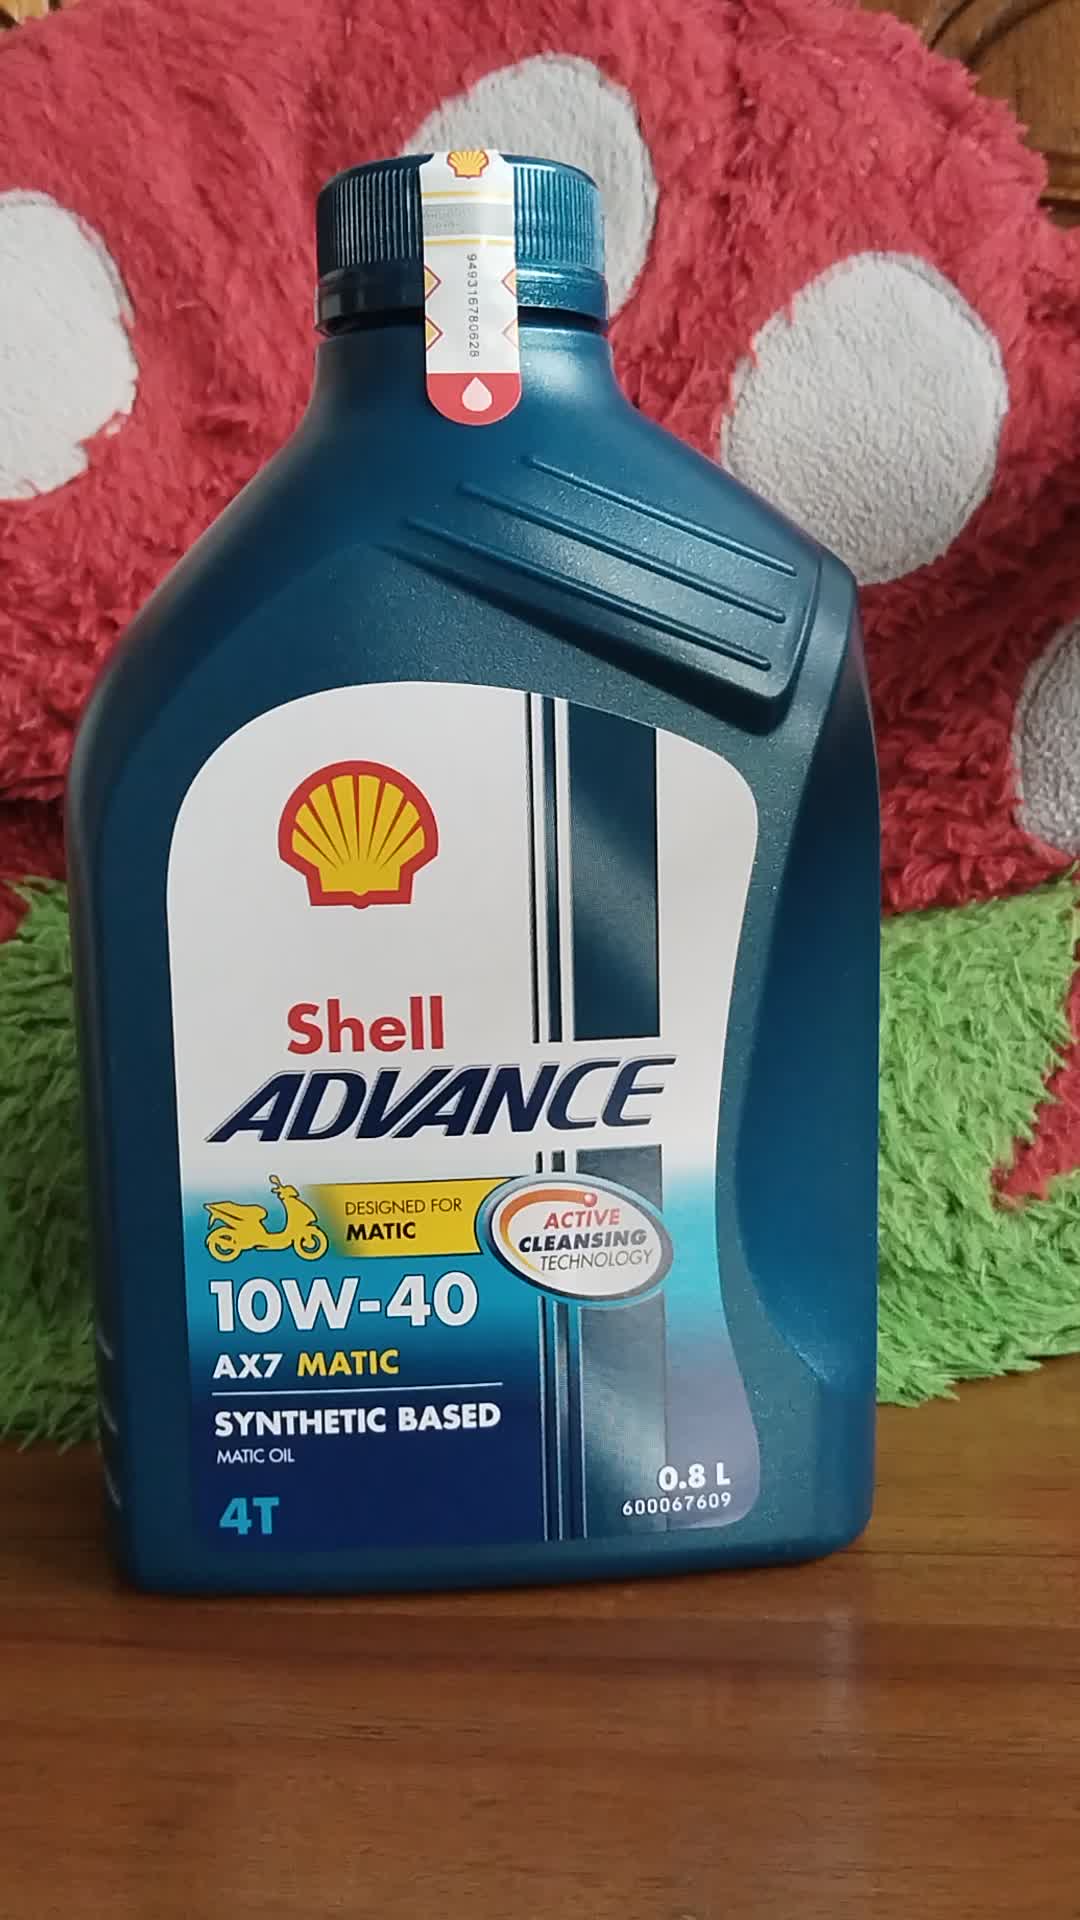 949316780628
Shell
ADVANCE
DESIGNED FOR
MATIC
ACTIVE
CLEANSING
TECHNOLOGY
10W-40
AX7 MATIC
SYNTHETIC BASED
MATIC OIL
4T
0.8 L
600067609